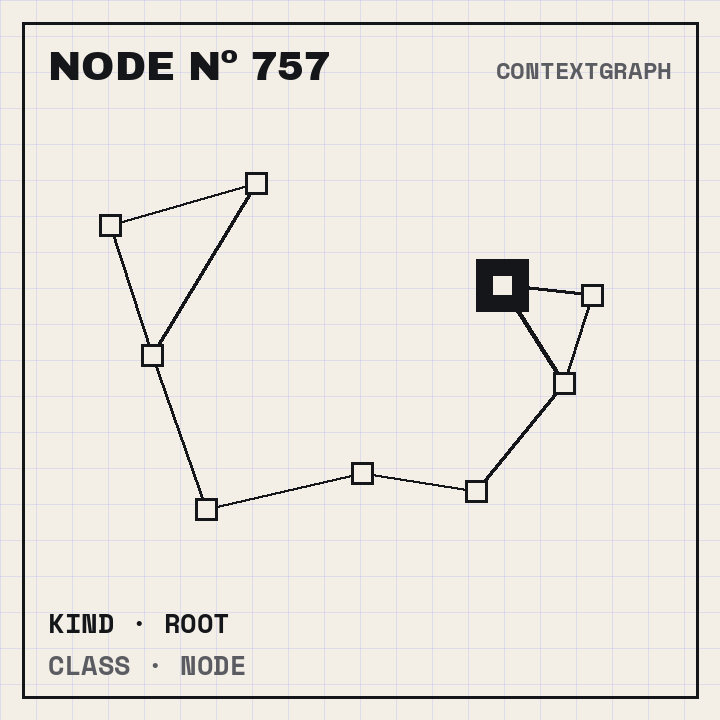 NODE Nº 757
CONTEXTGRAPH
KIND · ROOT
CLASS · NODE